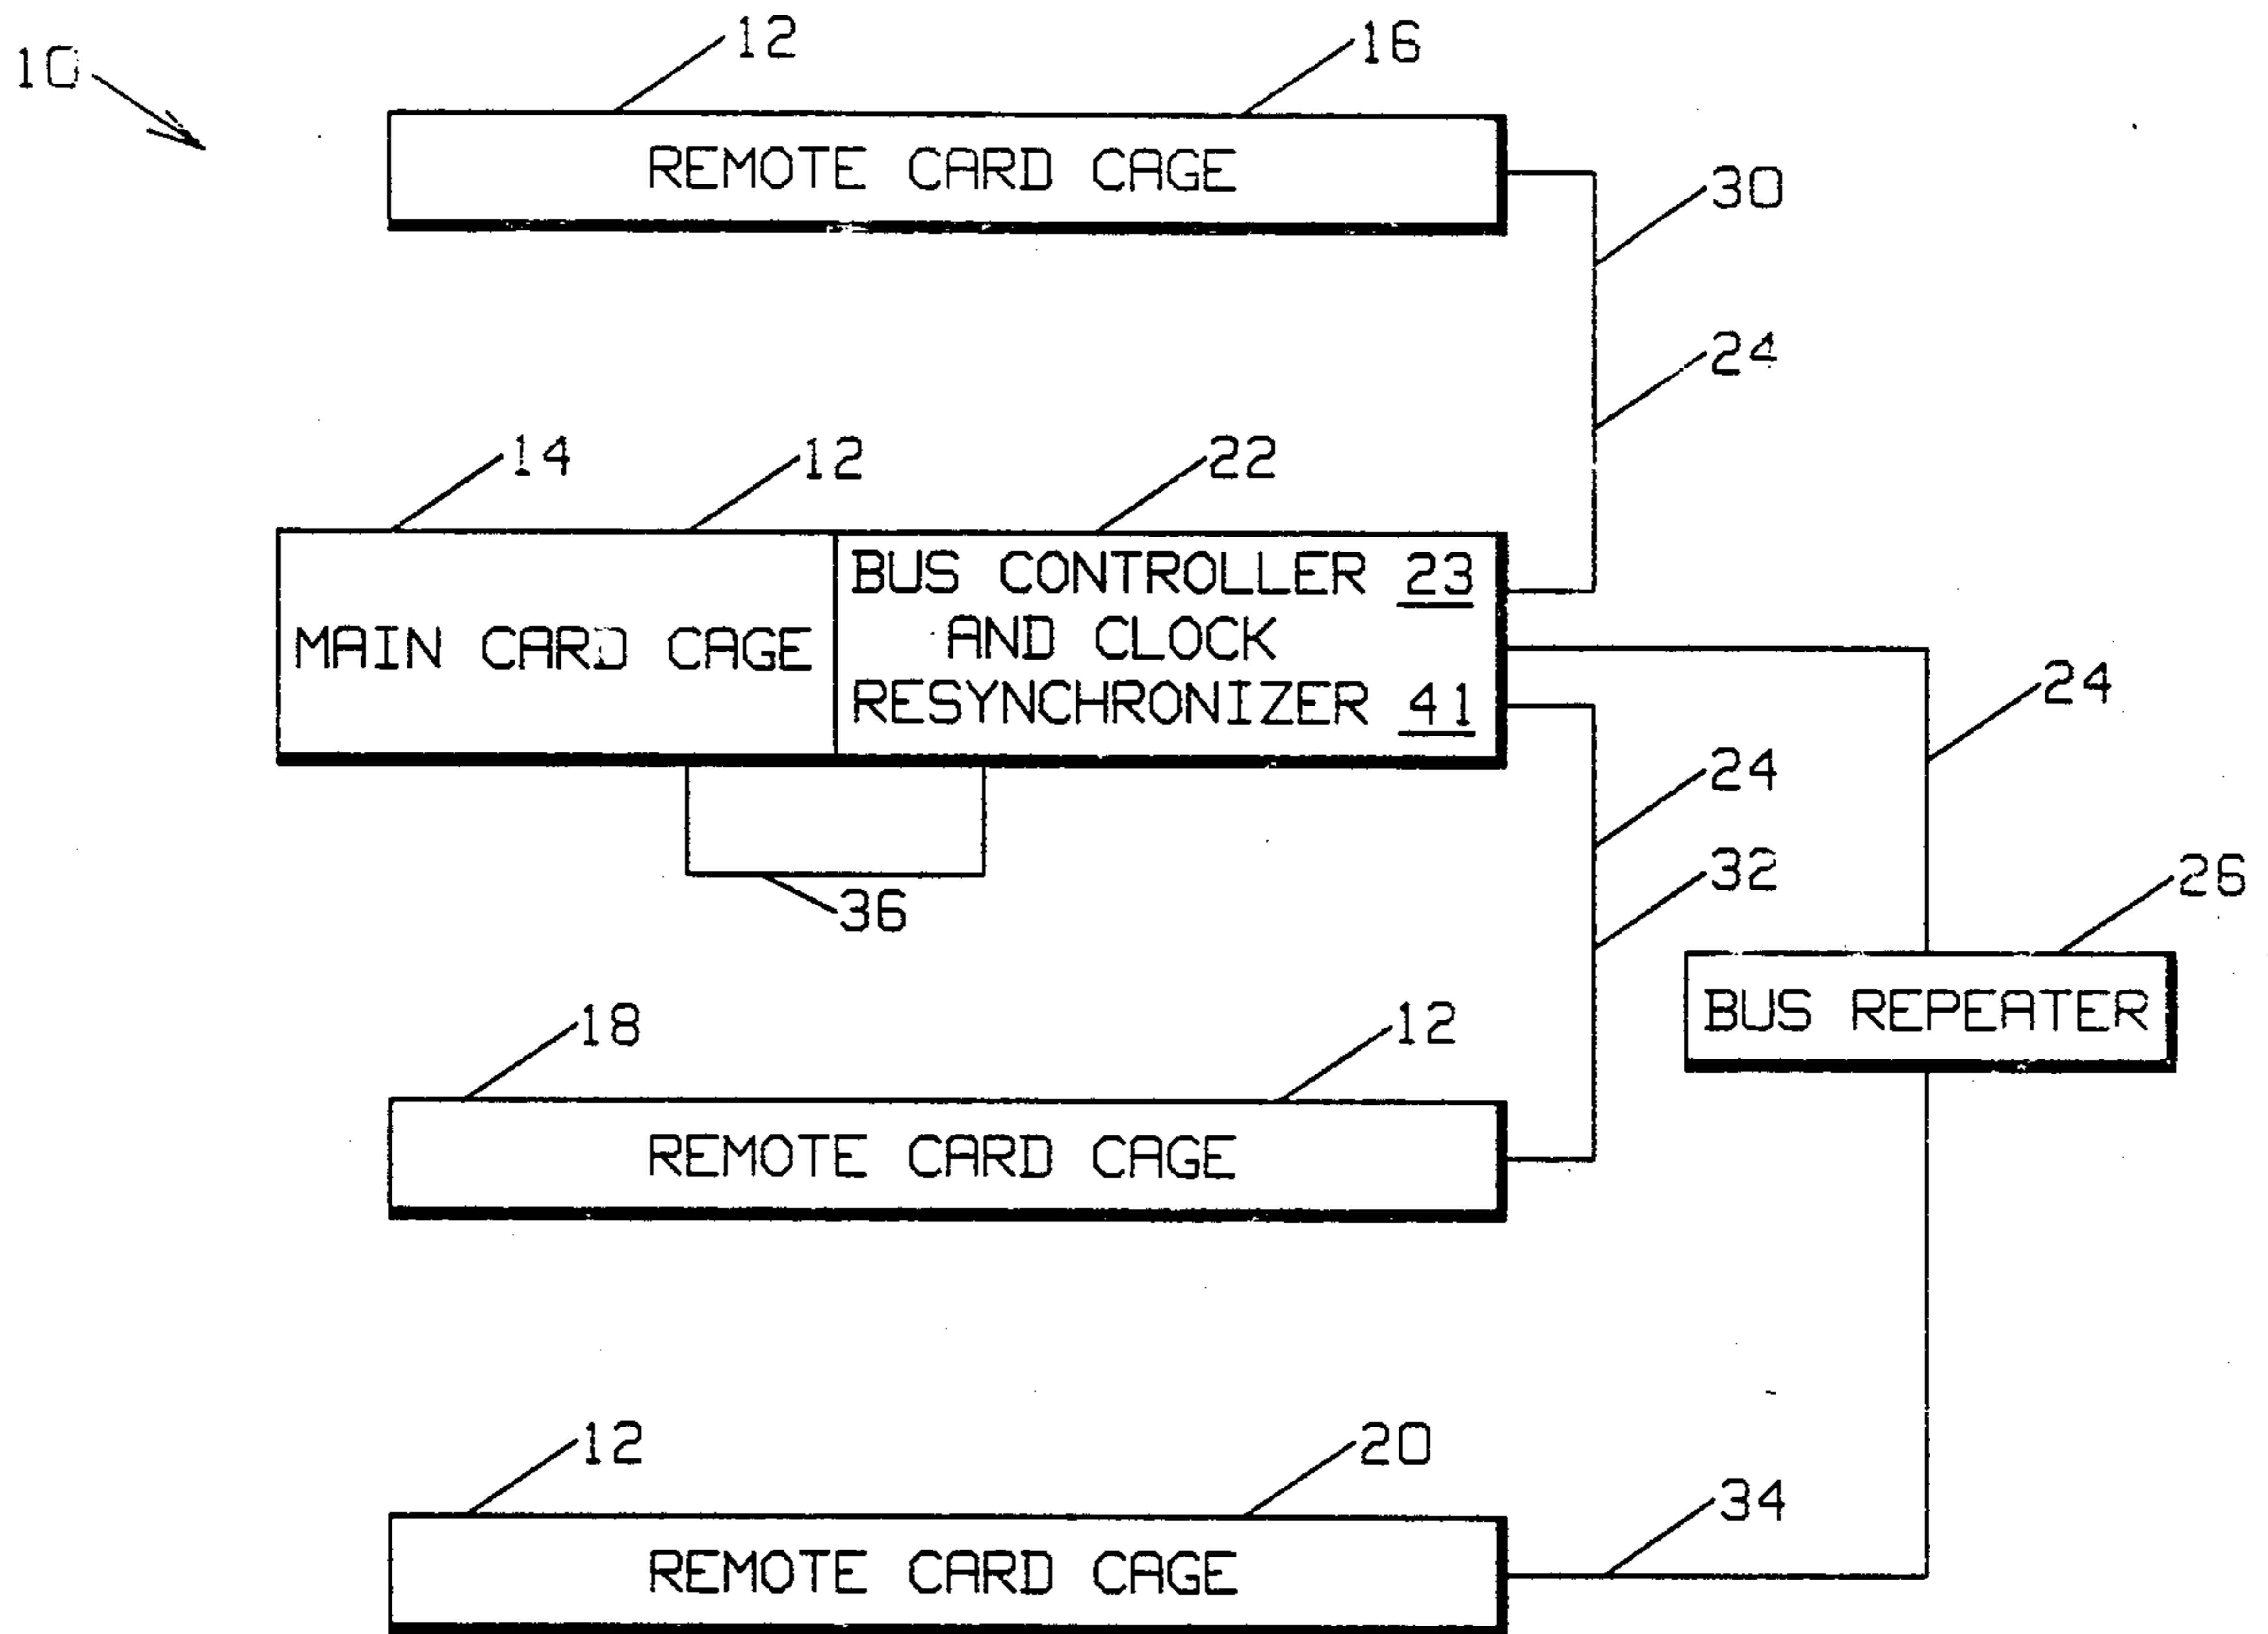 10
12
16
REMOTE CARD CAGE
30
24
14
12
22
MAIN CARD CAGE
BUS CONTROLLER 23
AND CLOCK
RESYNCHRONIZER 41
24
24
32
36
26
BUS REPEATER
18
12
REMOTE CARD CAGE
12
20
34
REMOTE CARD CAGE